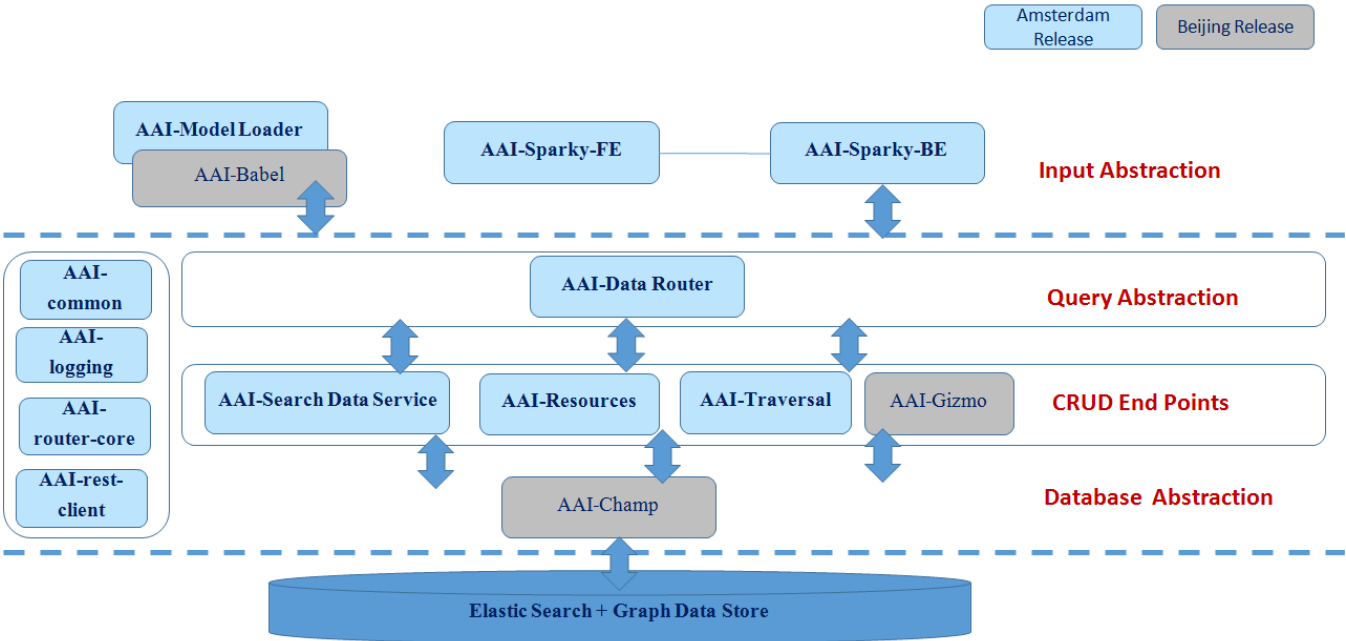 Amsterdam
Release
Beijing Release
AAI-Model Loader
AAI-Babel
AAI-Sparky-FE
AAI-Sparky-BE
Input Abstraction
AAI-
common
AAI-
logging
AAI-
router-core
AAI-rest-
client
AAI-Data Router
Query Abstraction
AAI-Search Data Service
AAI-Resources
AAI-Traversal
AAI-Gizmo
CRUD End Points
AAI-Champ
Database Abstraction
Elastic Search + Graph Data Store